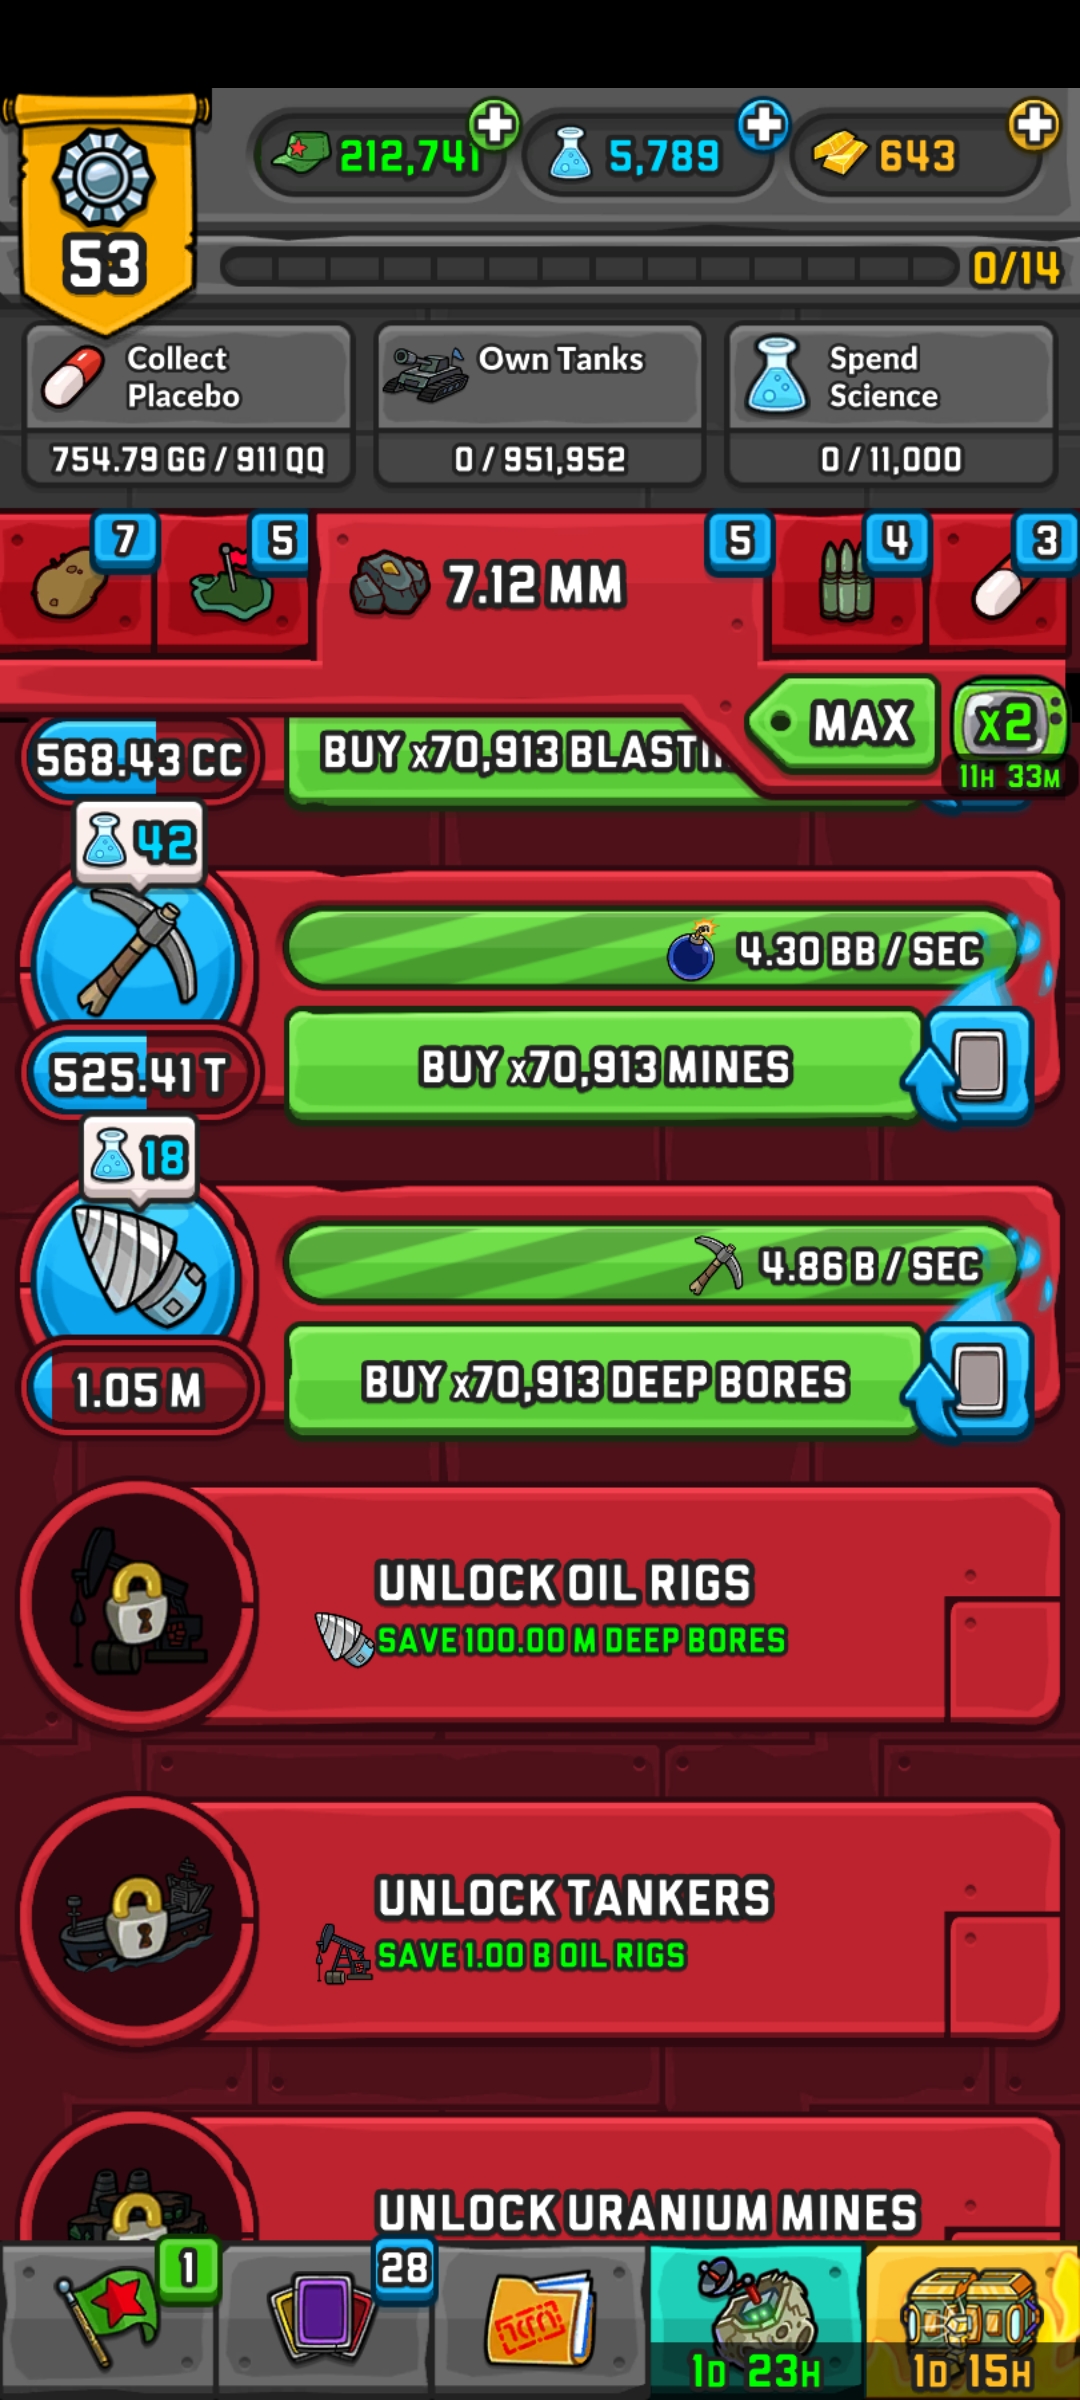 212,741
5,789
643
53
0/14
Collect
Placebo
Own Tanks
Spend
Science
754.79 GG / 911 QQ
0 / 951,952
0 / 11,000
7
5
7.12 MM
5
4
3
MAX
x2
11H 33M
568.43 CC
BUY x70,913
42
4.30 BB / SEC
525.41 T
BUY x70,913 MINES
18
4.86 B / SEC
1.05 M
BUY x70,913 DEEP BORES
UNLOCK OIL RIGS
SAVE 100.00 M DEEP BORES
UNLOCK TANKERS
SAVE 1.00 B OIL RIGS
UNLOCK URANIUM MINES
1
28
1D 23H
1D 15H